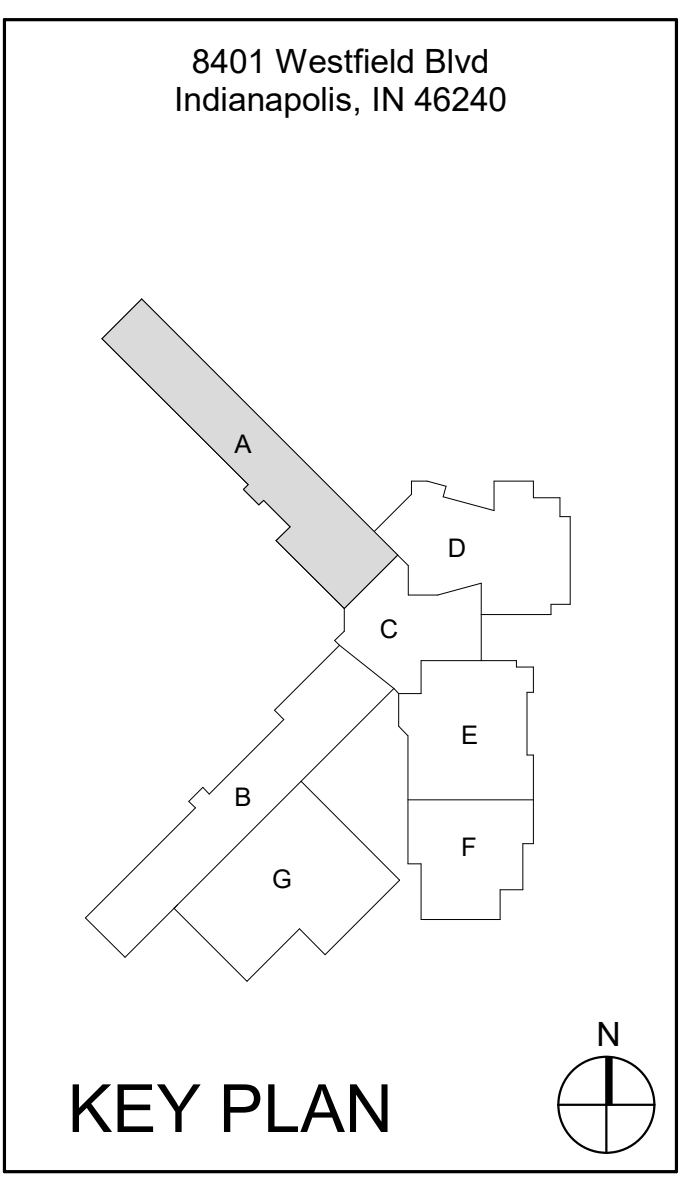 8401 Westfield Blvd
Indianapolis, IN 46240
A
D
C
E
B
F
G
N
KEY PLAN